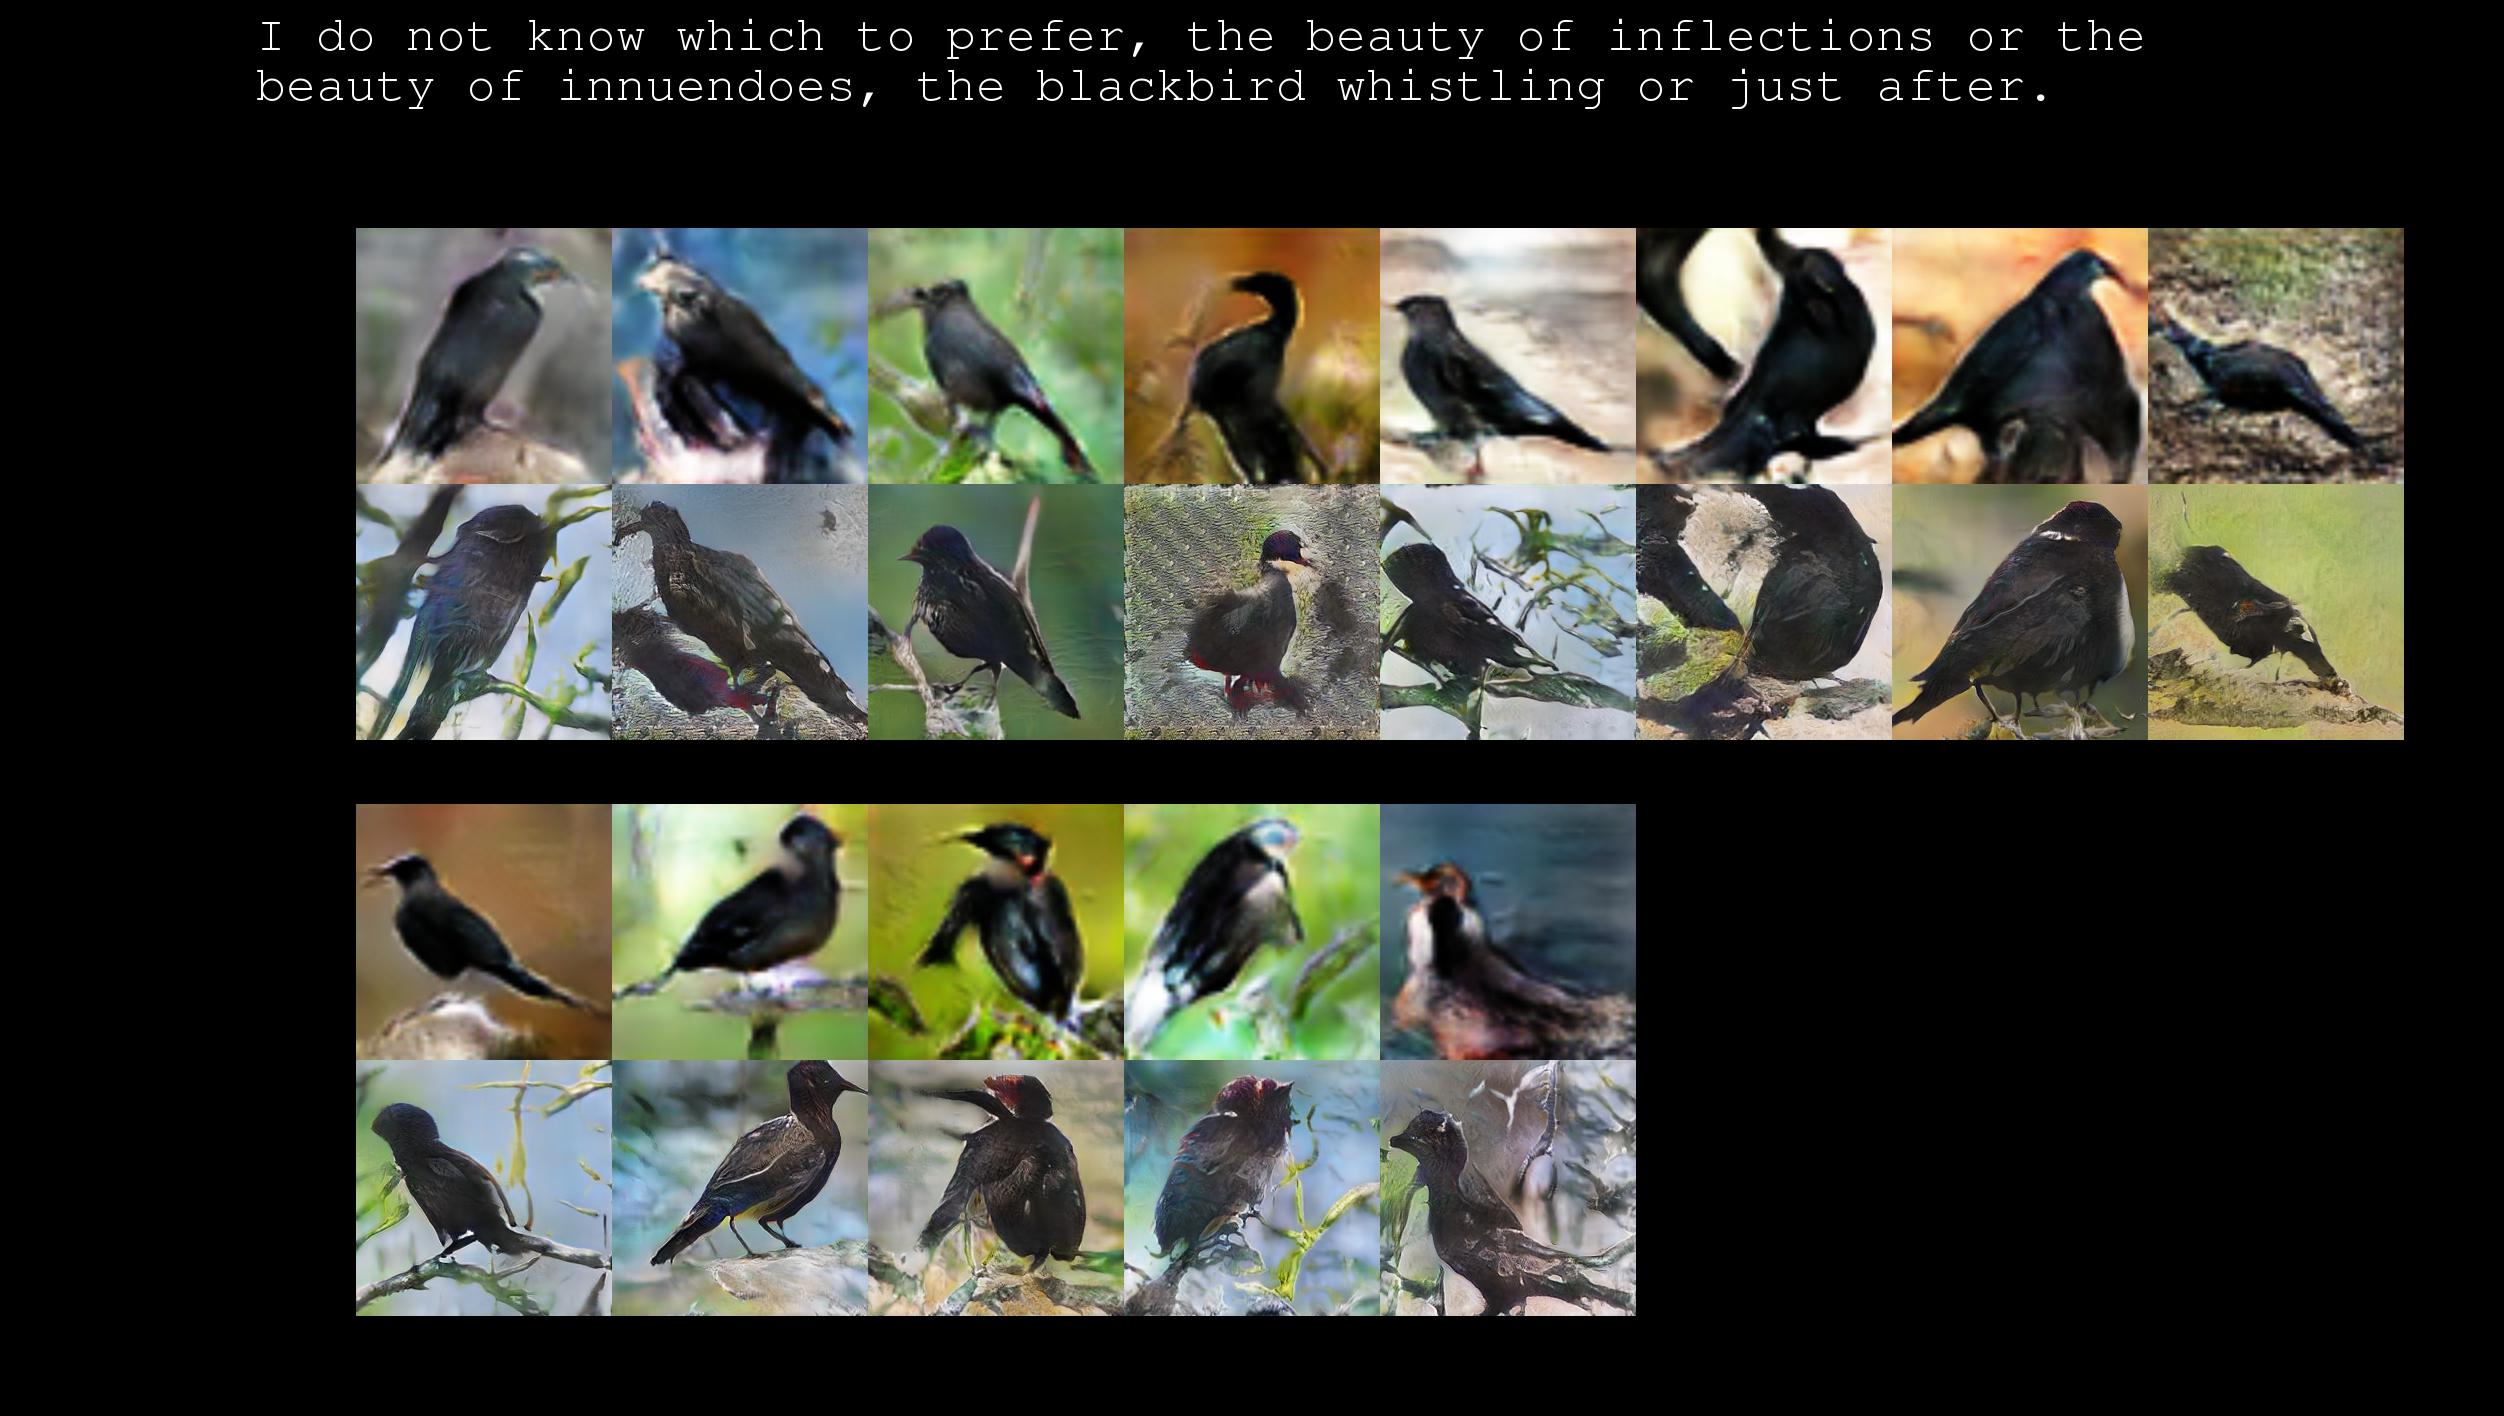 I do not know which to prefer, the beauty of inflections or the
beauty of innuendoes, the blackbird whistling or just after.